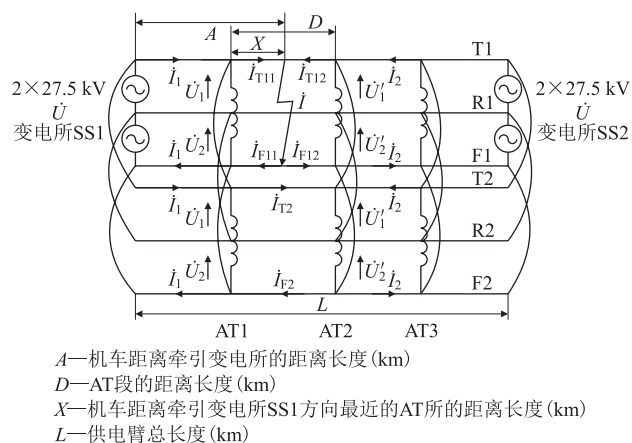 A
D
X
T1
İ₁
İT11
İT12
İ₂
2×27.5 kV
U̇
变电所SS1
U̇₁
U̇₁′
İ
2×27.5 kV
U̇
变电所SS2
R1
U̇₂
U̇₂′
İ₁
İF11
İF12
İ₂
F1
T2
İ₁
İT2
İ₂
U̇₁
U̇₁′
R2
U̇₂
U̇₂′
İ₁
İF2
İ₂
F2
L
AT1
AT2
AT3
A—机车距离牵引变电所的距离长度(km)
D—AT段的距离长度(km)
X—机车距离牵引变电所SS1方向最近的AT所的距离长度(km)
L—供电臂总长度(km)